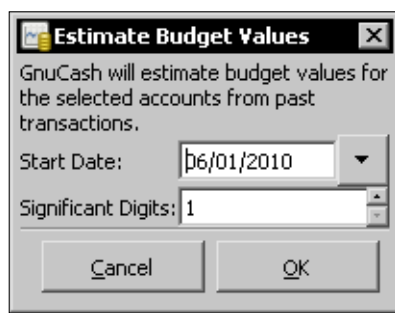 Estimate Budget Values
GnuCash will estimate budget values for
the selected accounts from past
transactions.
Start Date: 06/01/2010
Significant Digits: 1
Cancel OK